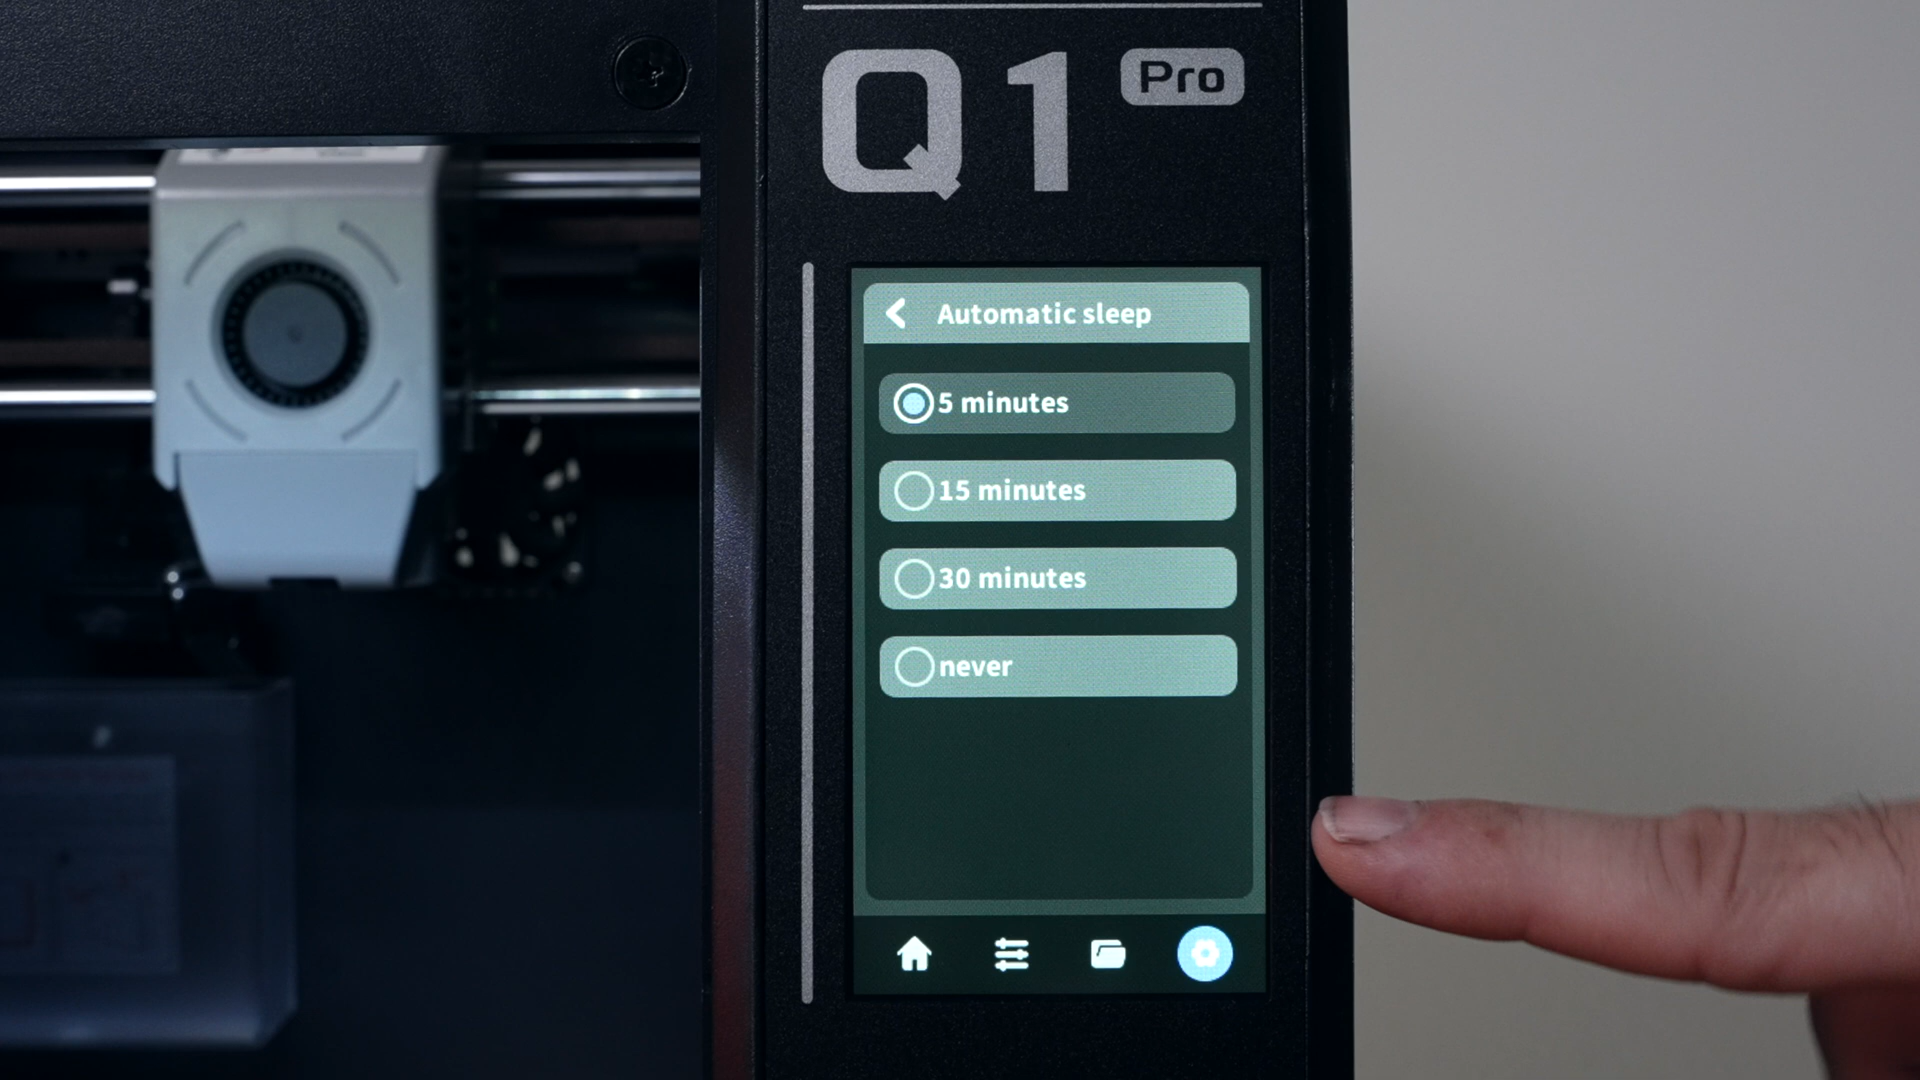 Q1 Pro
Automatic sleep
5 minutes
15 minutes
30 minutes
never